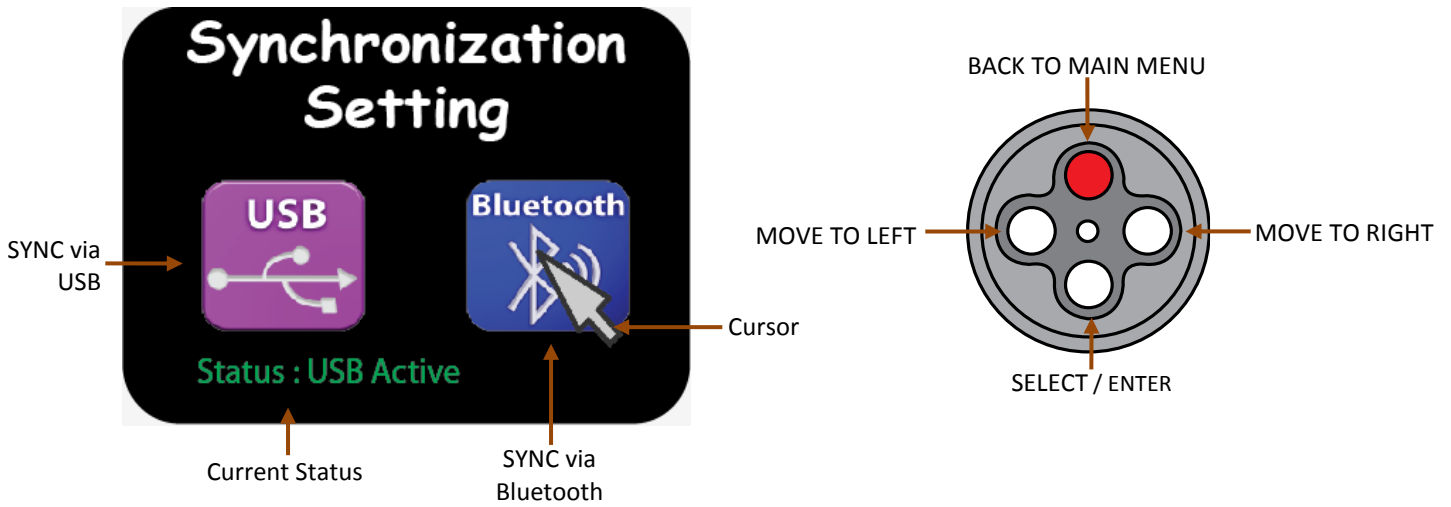 Synchronization
Setting
USB
Bluetooth
Status : USB Active
SYNC via
USB
Cursor
Current Status
SYNC via
Bluetooth
BACK TO MAIN MENU
MOVE TO LEFT
MOVE TO RIGHT
SELECT / ENTER